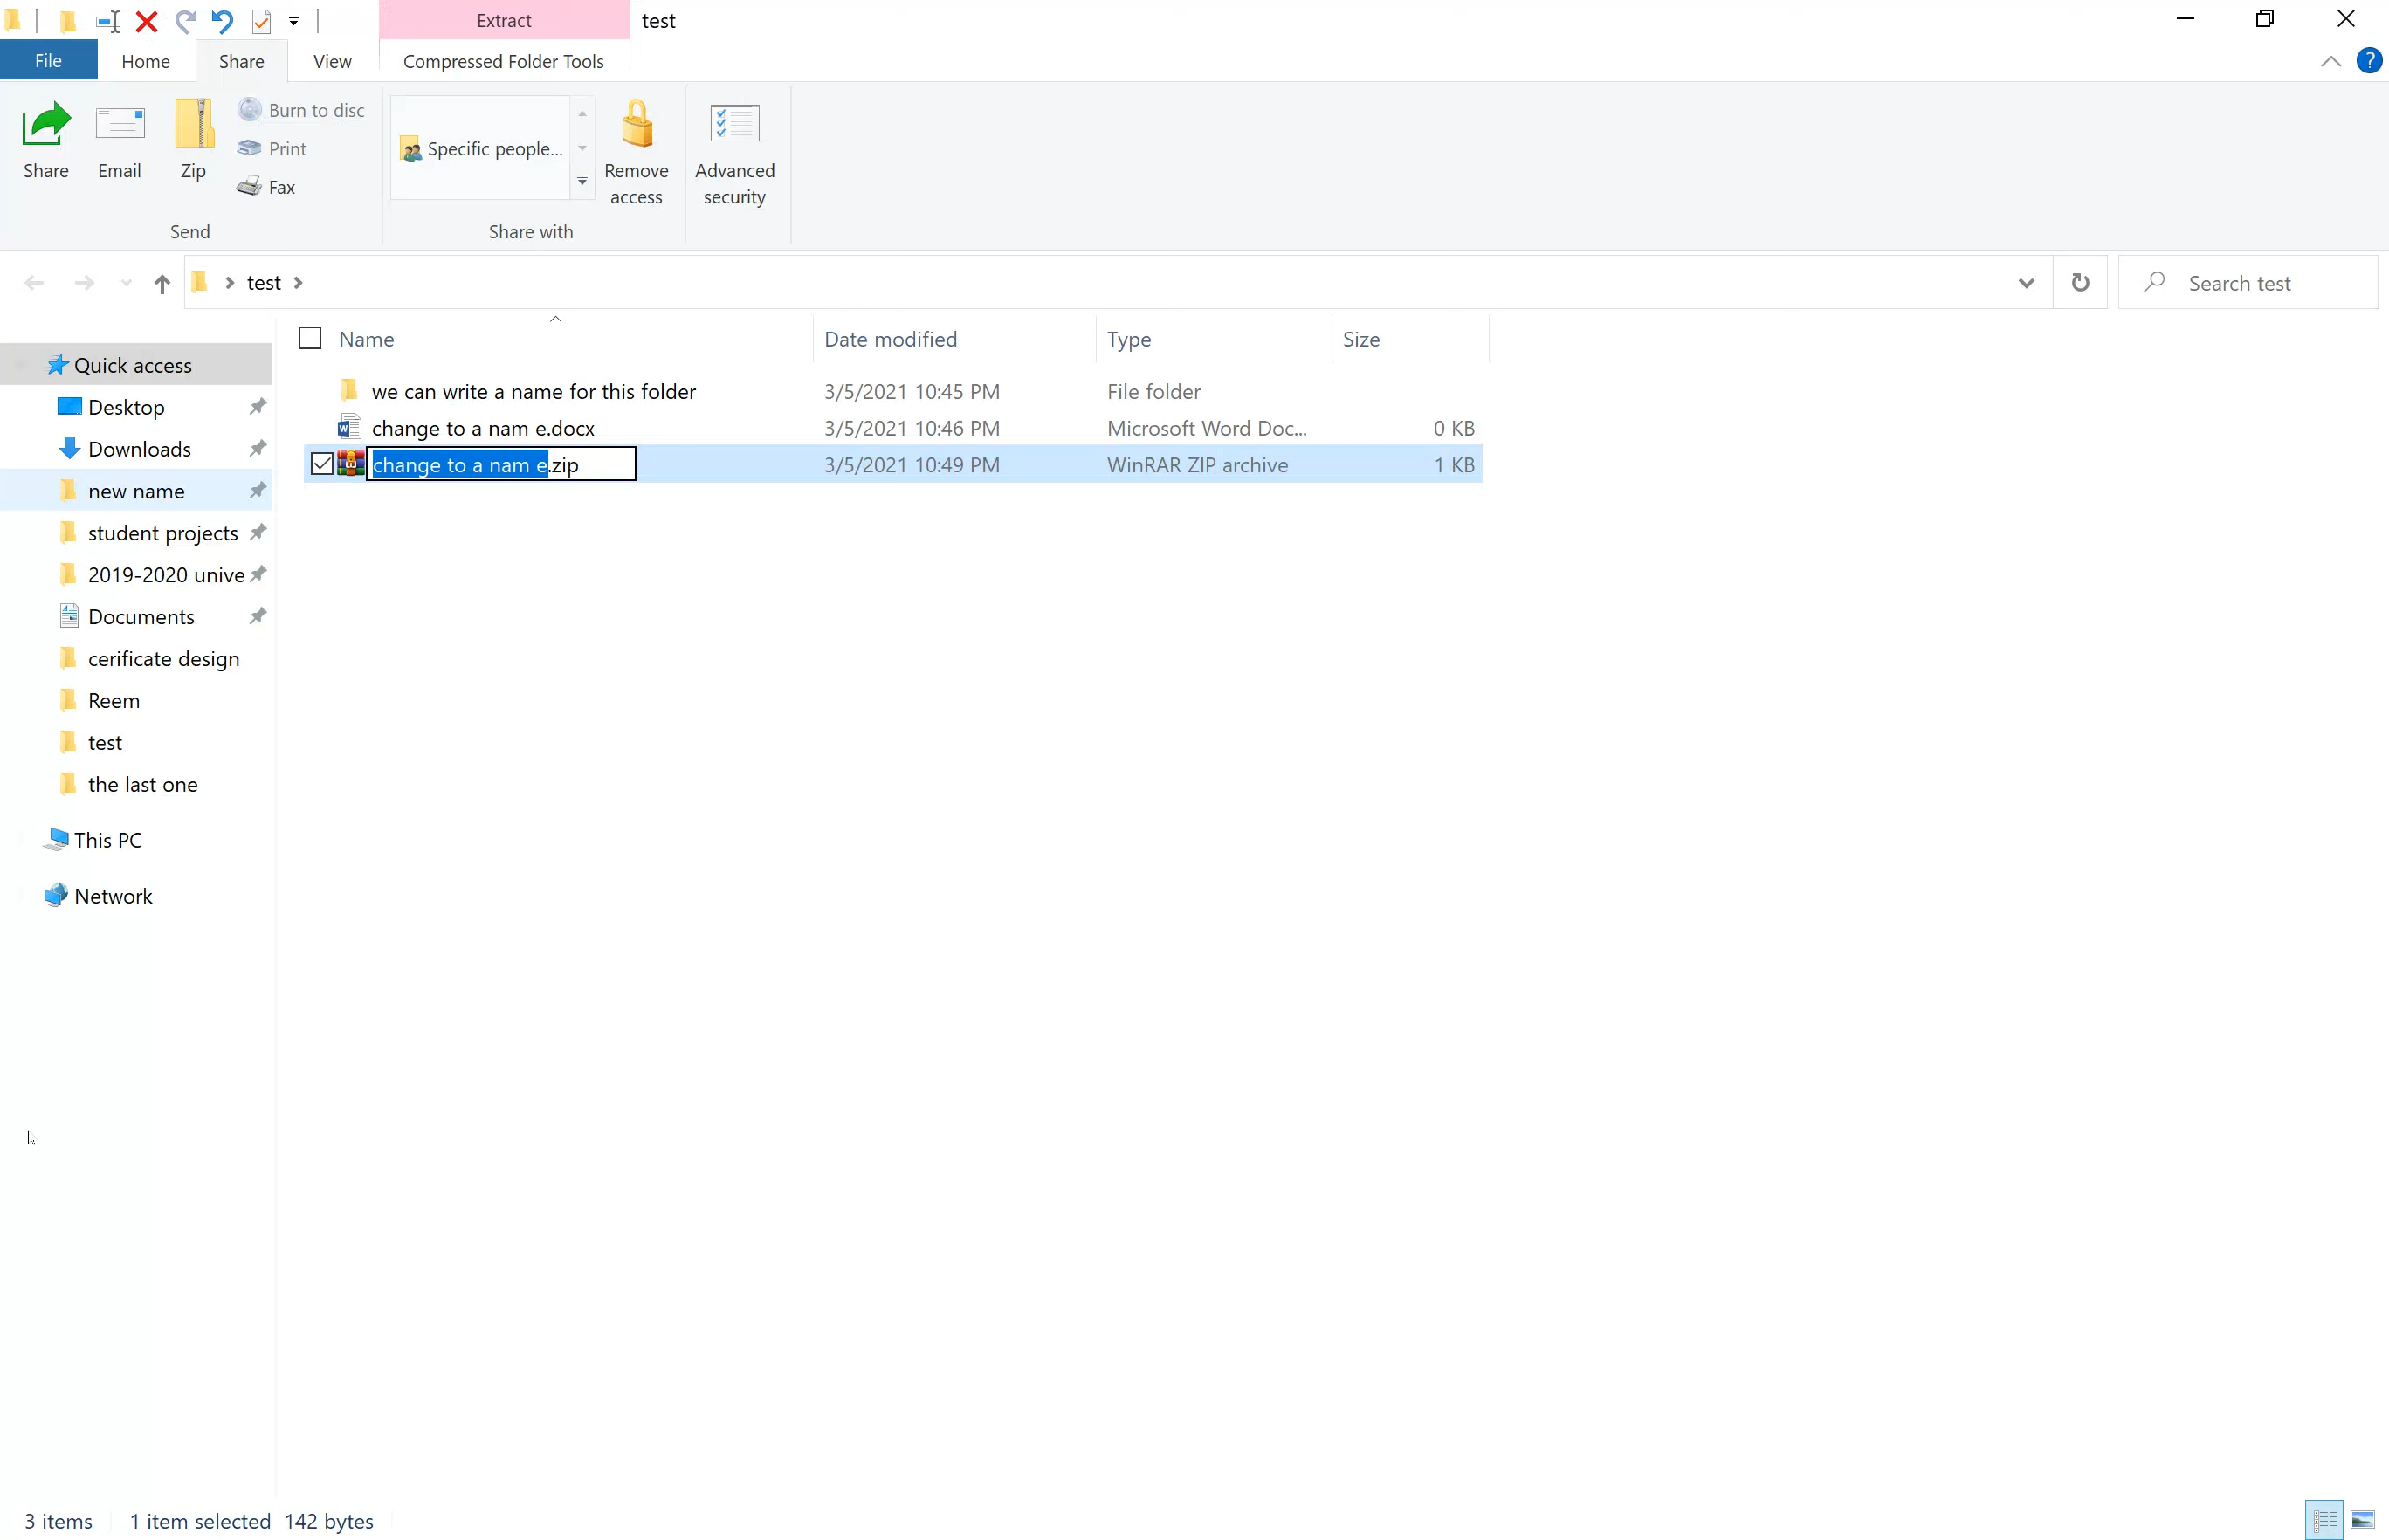 Extract
test
File
Home
Share
View
Compressed Folder Tools
?
Share
Email
Zip
Burn to disc
Print
Fax
Send
Specific people...
Remove
access
Share with
Advanced
security
test
Search test
Name
Date modified
Type
Size
we can write a name for this folder
3/5/2021 10:45 PM
File folder
change to a nam e.docx
3/5/2021 10:46 PM
Microsoft Word Doc...
0 KB
change to a nam e.zip
3/5/2021 10:49 PM
WinRAR ZIP archive
1 KB
Quick access
Desktop
Downloads
new name
student projects
2019-2020 unive
Documents
cerificate design
Reem
test
the last one
This PC
Network
3 items
1 item selected
142 bytes